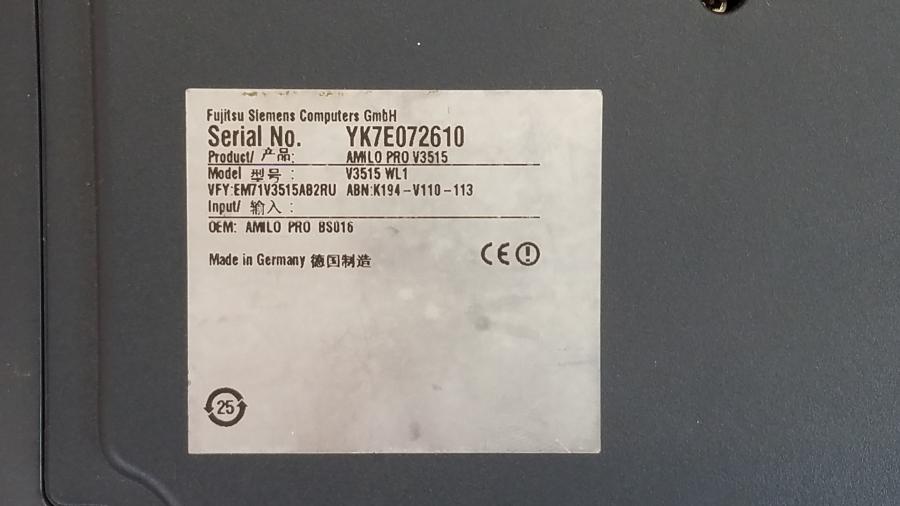 Fujitsu Siemens Computers GmbH
Serial No. YK7E072610
Product/ 产品: AMILO PRO V3515
Model 型号: V3515 WL1
VFY:EM71V3515AB2RU ABN:K194-V110-113
Input/ 输入:
OEM: AMILO PRO BS016
Made in Germany 德国制造 CE
25